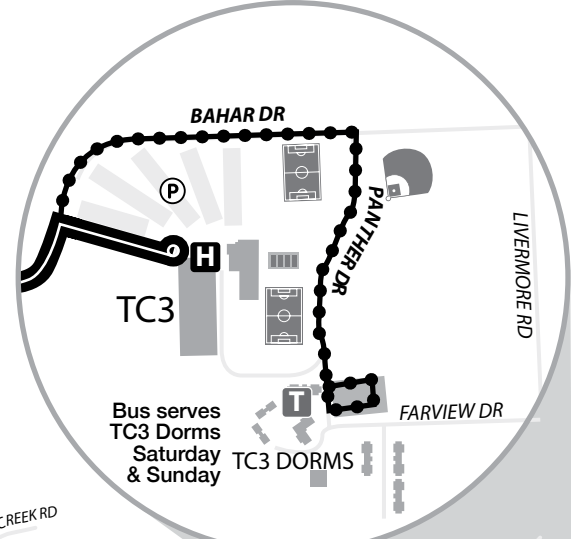 BAHAR DR
P
PANTHER DR
H
LIVERMORE RD
TC3
T
FARVIEW DR
Bus serves
TC3 Dorms
Saturday
& Sunday
TC3 DORMS
CREEK RD